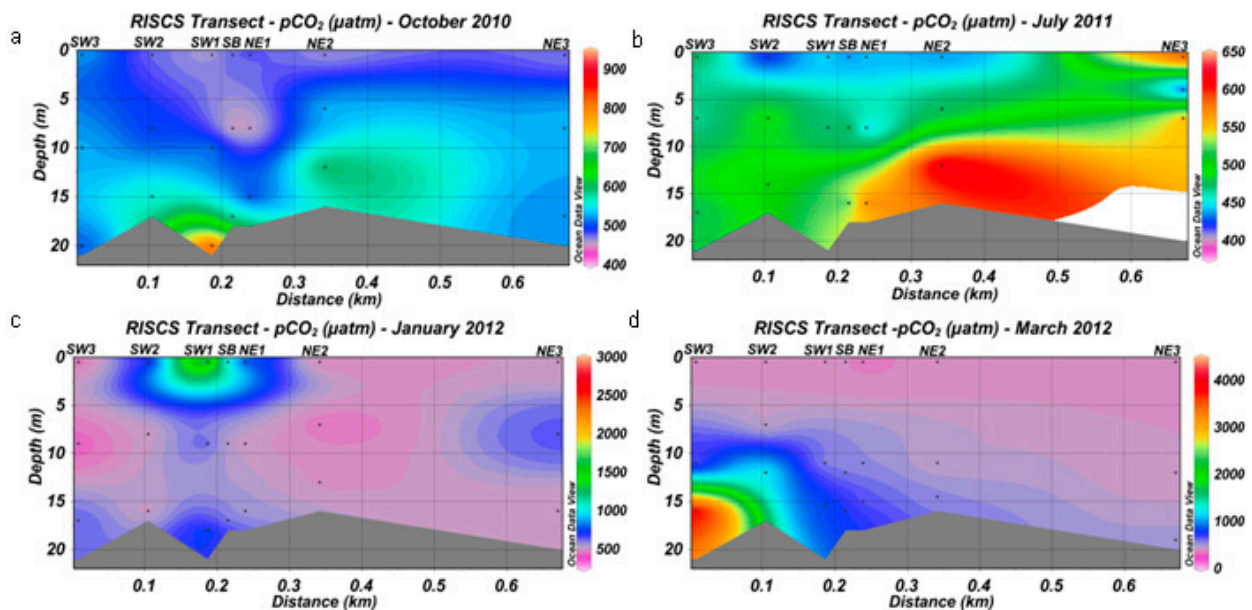 a
RISCS Transect - pCO₂ (µatm) - October 2010
SW3 SW2 SW1 SB NE1 NE2 NE3
0
5
10
15
20
Depth (m)
0.1 0.2 0.3 0.4 0.5 0.6
Distance (km)
900
800
700
600
500
400
Ocean Data View
b
RISCS Transect - pCO₂ (µatm) - July 2011
SW3 SW2 SW1 SB NE1 NE2 NE3
0
5
10
15
20
Depth (m)
0.1 0.2 0.3 0.4 0.5 0.6
Distance (km)
650
600
550
500
450
400
Ocean Data View
c
RISCS Transect - pCO₂ (µatm) - January 2012
SW3 SW2 SW1 SB NE1 NE2 NE3
0
5
10
15
20
Depth (m)
0.1 0.2 0.3 0.4 0.5 0.6
Distance (km)
3000
2500
2000
1500
1000
500
Ocean Data View
d
RISCS Transect -pCO₂ (µatm) - March 2012
SW3 SW2 SW1 SB NE1 NE2 NE3
0
5
10
15
20
Depth (m)
0.1 0.2 0.3 0.4 0.5 0.6
Distance (km)
4000
3000
2000
1000
0
Ocean Data View